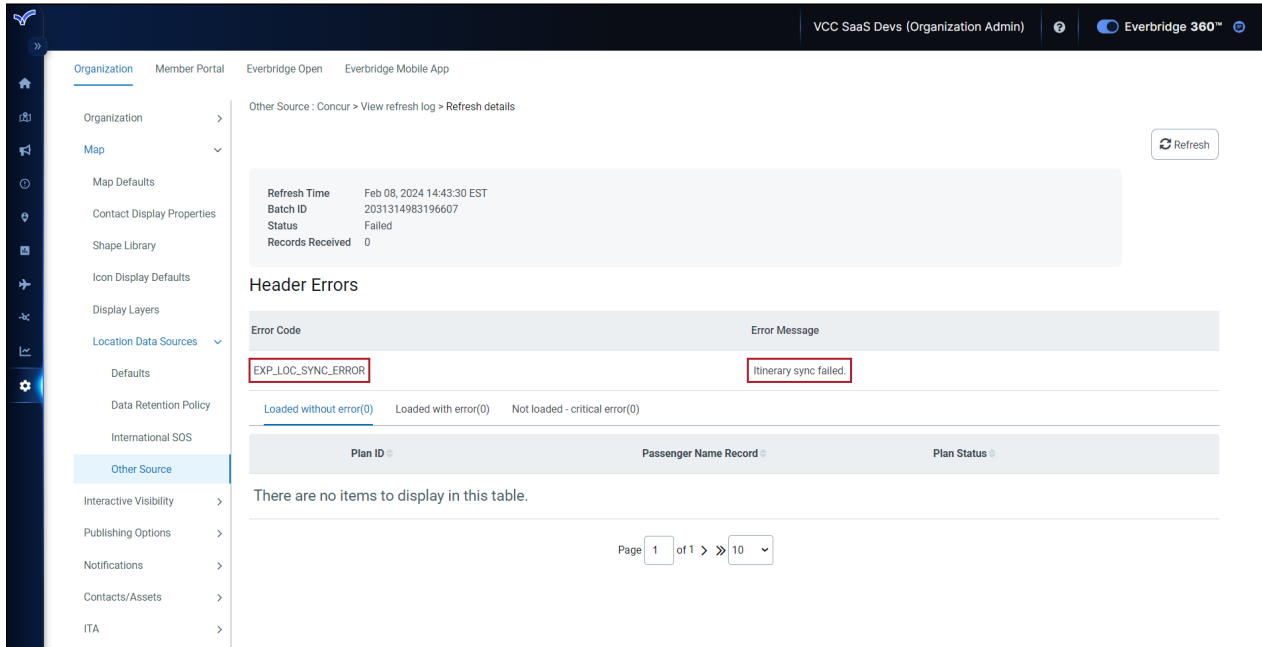 VCC SaaS Devs (Organization Admin) Everbridge 360™
Organization Member Portal Everbridge Open Everbridge Mobile App
Other Source : Concur > View refresh log > Refresh details
Organization
Map
Map Defaults
Contact Display Properties
Shape Library
Icon Display Defaults
Display Layers
Location Data Sources
Defaults
Data Retention Policy
International SOS
Other Source
Interactive Visibility
Publishing Options
Notifications
Contacts/Assets
ITA
Refresh
Refresh Time Feb 08, 2024 14:43:30 EST
Batch ID 2031314983196607
Status Failed
Records Received 0
Header Errors
Error Code Error Message
EXP_LOC_SYNC_ERROR Itinerary sync failed.
Loaded without error(0) Loaded with error(0) Not loaded - critical error(0)
Plan ID Passenger Name Record Plan Status
There are no items to display in this table.
Page 1 of 1 10